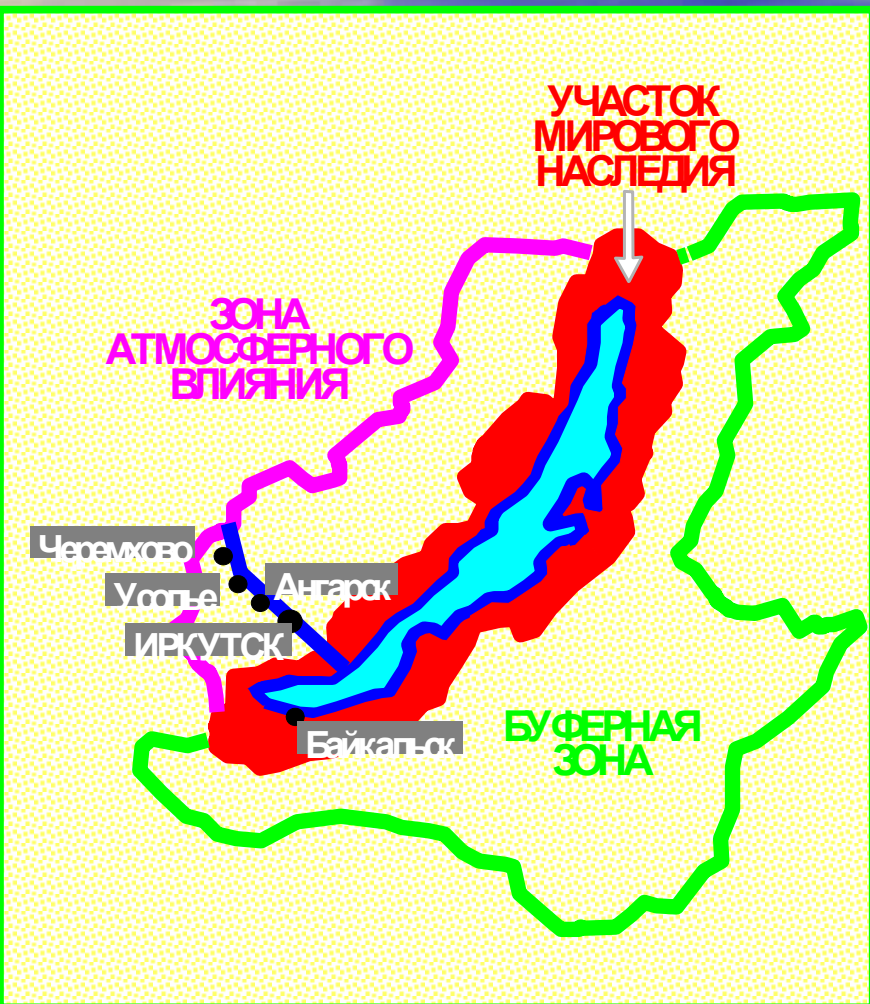 УЧАСТОК
МИРОВОГО
НАСЛЕДИЯ
ЗОНА
АТМОСФЕРНОГО
ВЛИЯНИЯ
Черемхово
Усолье
Ангарск
ИРКУТСК
Байкальск
БУФЕРНАЯ
ЗОНА